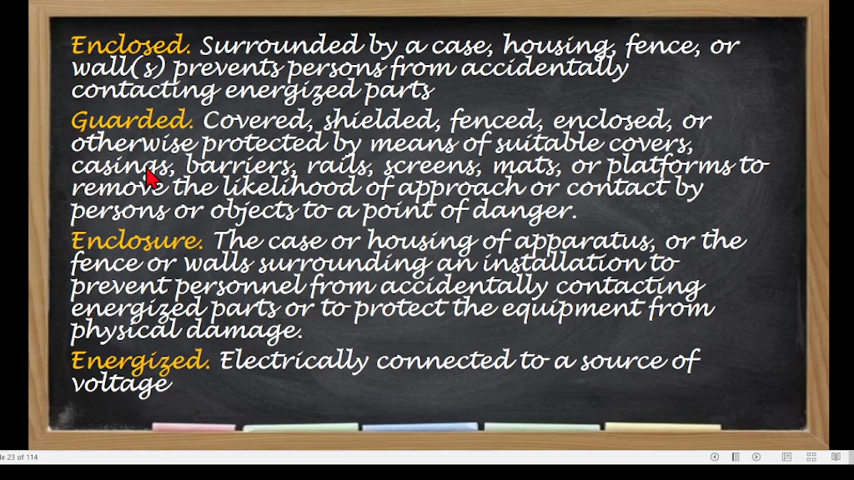 Enclosed. Surrounded by a case, housing, fence, or
wall(s) prevents persons from accidentally
contacting energized parts
Guarded. Covered, shielded, fenced, enclosed, or
otherwise protected by means of suitable covers,
casings, barriers, rails, screens, mats, or platforms to
remove the likelihood of approach or contact by
persons or objects to a point of danger.
Enclosure. The case or housing of apparatus, or the
fence or walls surrounding an installation to
prevent personnel from accidentally contacting
energized parts or to protect the equipment from
physical damage.
Energized. Electrically connected to a source of
voltage
de 23 of 114